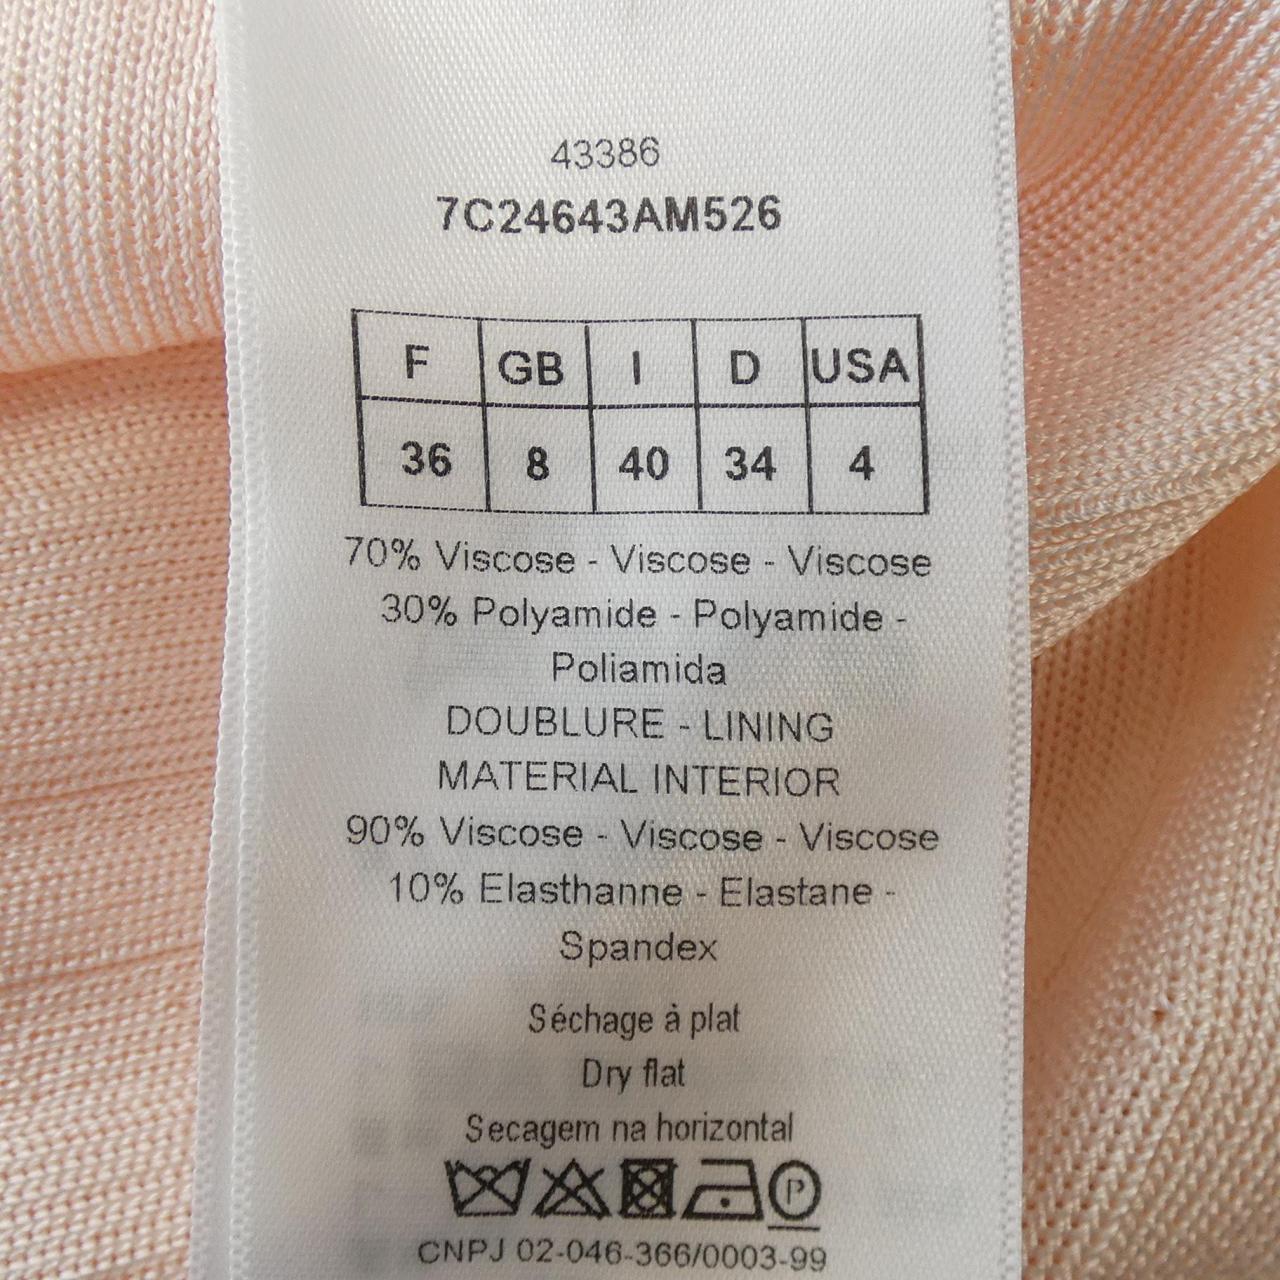 43386
7C24643AM526
F GB I D USA
36 8 40 34 4
70% Viscose - Viscose - Viscose
30% Polyamide - Polyamide -
Poliamida
DOUBLURE - LINING
MATERIAL INTERIOR
90% Viscose - Viscose - Viscose
10% Elasthanne - Elastane -
Spandex
Séchage à plat
Dry flat
Secagem na horizontal
P
CNPJ 02-046-366/0003-99